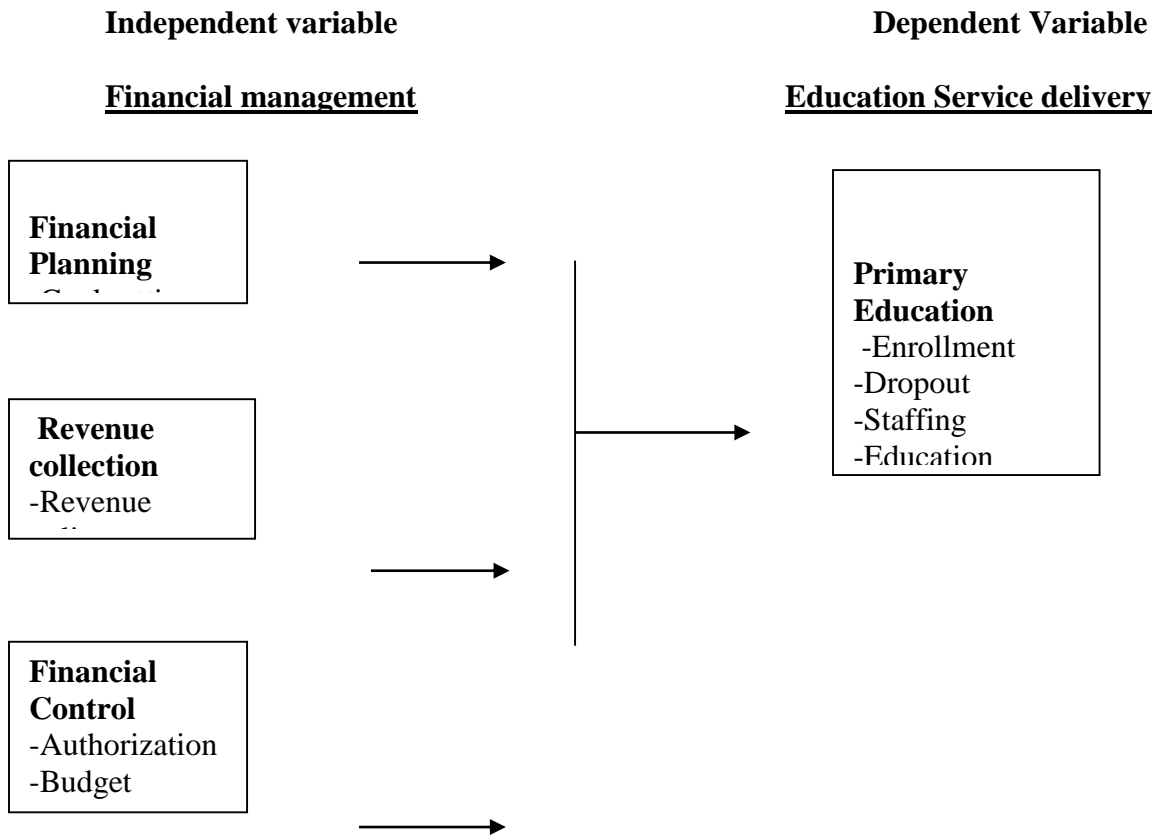 Independent variable
Dependent Variable
Financial management
Education Service delivery
Financial
Planning
Revenue
collection
-Revenue
Financial
Control
-Authorization
-Budget
Primary
Education
-Enrollment
-Dropout
-Staffing
-Education